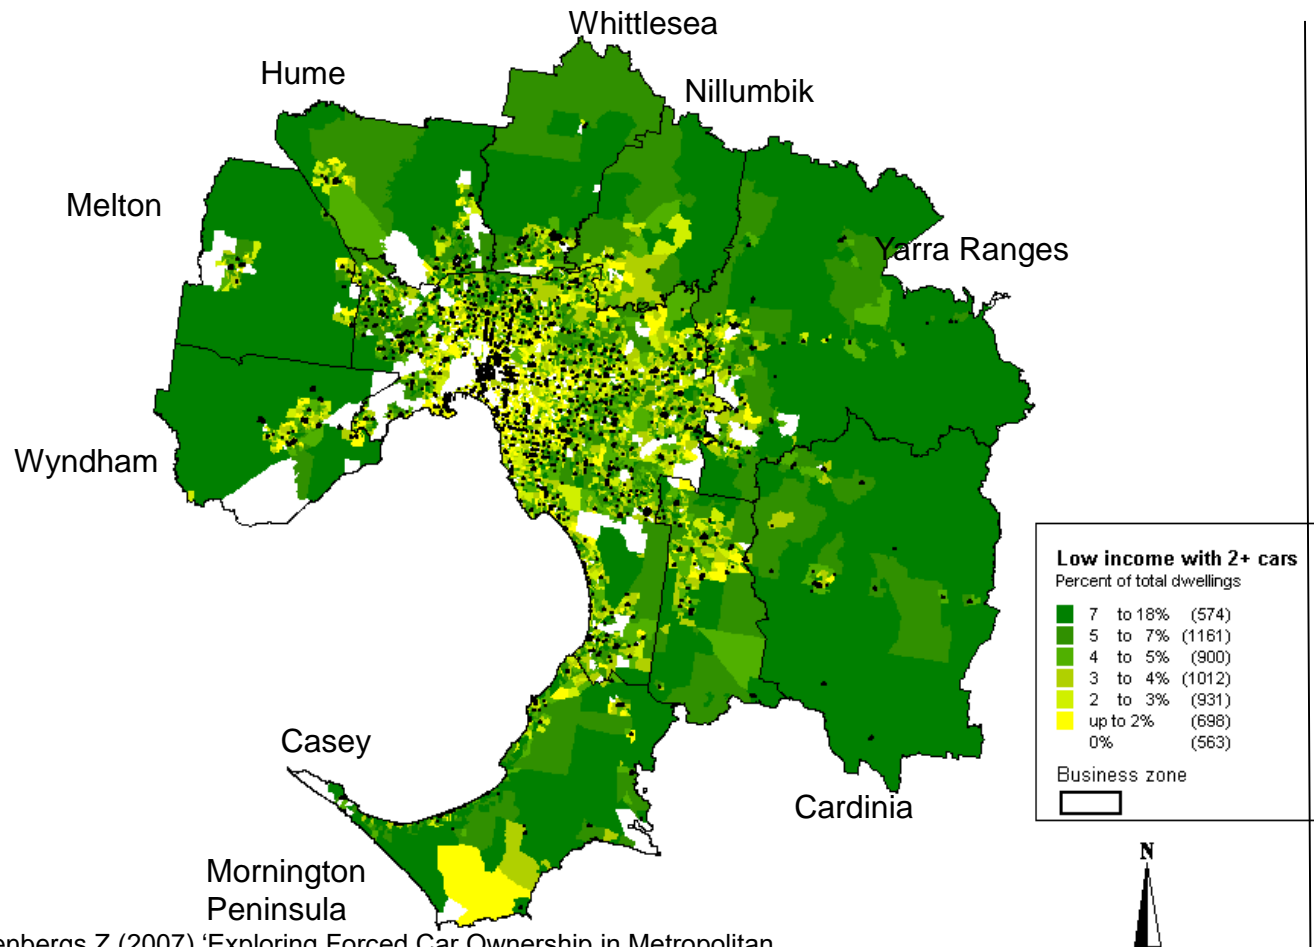 Whittlesea
Hume
Nillumbik
Melton
Yarra Ranges
Wyndham
Low income with 2+ cars
Percent of total dwellings
7 to 18% (574)
5 to 7% (1161)
4 to 5% (900)
3 to 4% (1012)
2 to 3% (931)
up to 2% (698)
0% (563)
Business zone
Casey
Cardinia
N
Mornington
Peninsula
Z (2007) ‘Exploring Forced Car Ownership in Metropolitan